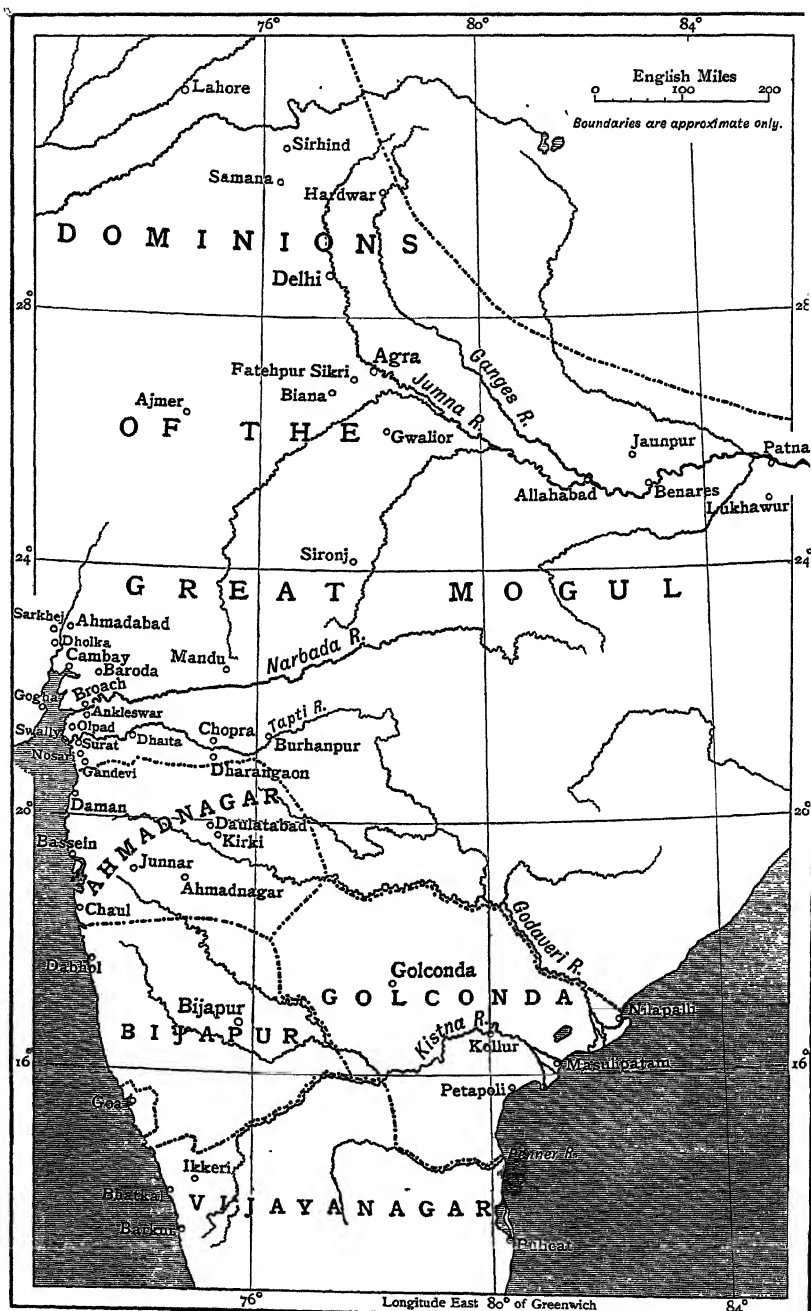 76°
80°
84°
Lahore
English Miles
0 100 200
Boundaries are approximate only.
Sirhind
Samana
Hardwar
DOMINIONS
Delhi
28°
28°
Agra
Fatehpur Sikri
Biana
Jumna R.
Ganges R.
Ajmer
OF THE
Gwalior
Jaunpur
Patna
Allahabad
Benares
Lukhawur
24°
Sironj
24°
GREAT MOGUL
Sarkhej
Ahmadabad
Dholka
Cambay
Baroda
Mandu
Narbada R.
Gogha
Broach
Ankleswar
Olpad
Swally
Surat
Dhaita
Chopra
Tapti R.
Burhanpur
Nosari
Gandevi
Dharangaon
20°
Daman
20°
AHMADNAGAR
Daulatabad
Kirki
Bassein
Junnar
Ahmadnagar
Chaul
Godaveri R.
Dabhol
Golconda
Bijapur
GOLCONDA
Nilapalli
BIJAPUR
Kistna R.
Kollur
16°
Masulipatam
16°
Petapoli
Goa
Penner R.
Ikkeri
Bhatkal
VIJAYANAGAR
Barkur
Pulicat
76°
Longitude East 80° of Greenwich
84°